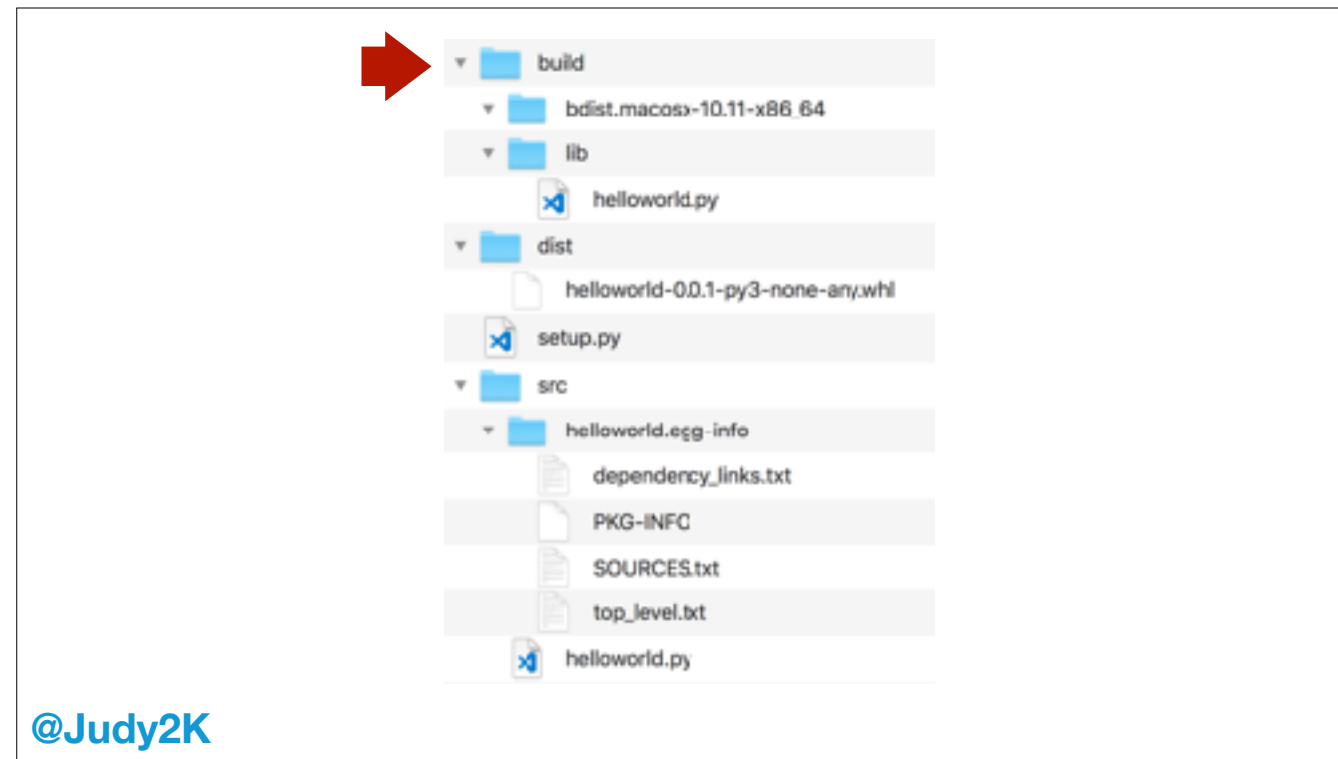 build
bdist.macosx-10.11-x86_64
lib
helloworld.py
dist
helloworld-0.0.1-py3-none-any.whl
setup.py
src
helloworld.egg-info
dependency_links.txt
PKG-INFO
SOURCES.txt
top_level.txt
helloworld.py
@Judy2K